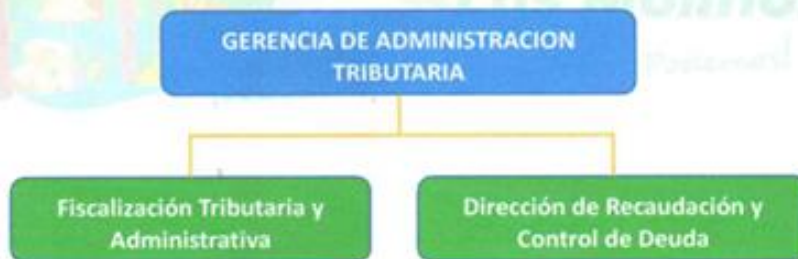 GERENCIA DE ADMINISTRACION
TRIBUTARIA
Fiscalización Tributaria y
Administrativa
Dirección de Recaudación y
Control de Deuda